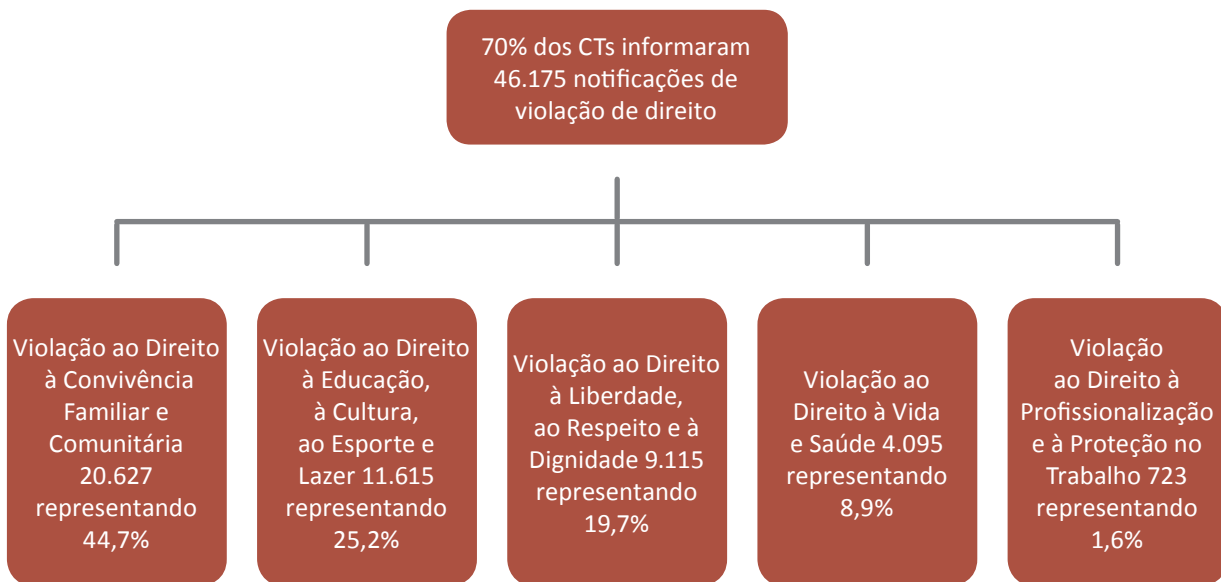 70% dos CTs informaram
46.175 notificações de
violação de direito
Violação ao Direito
à Convivência
Familiar e
Comunitária
20.627
representando
44,7%
Violação ao Direito
à Educação,
à Cultura,
ao Esporte e
Lazer 11.615
representando
25,2%
Violação ao Direito
à Liberdade,
ao Respeito e à
Dignidade 9.115
representando
19,7%
Violação ao
Direito à Vida
e Saúde 4.095
representando
8,9%
Violação
ao Direito à
Profissionalização
e à Proteção no
Trabalho 723
representando
1,6%